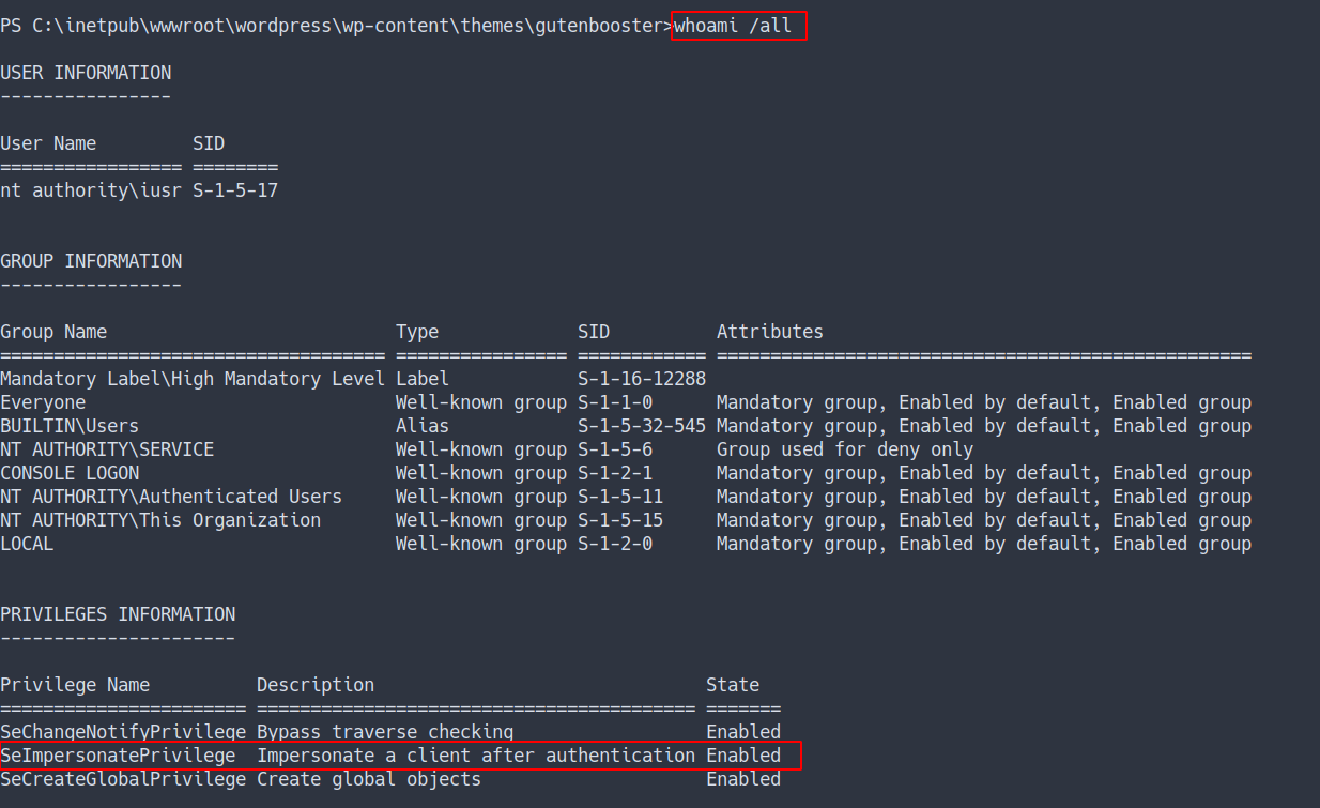 PS C:\inetpub\wwwroot\wordpress\wp-content\themes\gutenbooster>whoami /all
USER INFORMATION
----------------
User Name         SID
================= ========
nt authority\iusr S-1-5-17
GROUP INFORMATION
-----------------
Group Name                           Type             SID          Attributes
==================================== ================ ============ ==================================================
Mandatory Label\High Mandatory Level Label            S-1-16-12288
Everyone                             Well-known group S-1-1-0      Mandatory group, Enabled by default, Enabled group
BUILTIN\Users                        Alias            S-1-5-32-545 Mandatory group, Enabled by default, Enabled group
NT AUTHORITY\SERVICE                 Well-known group S-1-5-6      Group used for deny only
CONSOLE LOGON                        Well-known group S-1-2-1      Mandatory group, Enabled by default, Enabled group
NT AUTHORITY\Authenticated Users     Well-known group S-1-5-11     Mandatory group, Enabled by default, Enabled group
NT AUTHORITY\This Organization       Well-known group S-1-5-15     Mandatory group, Enabled by default, Enabled group
LOCAL                                Well-known group S-1-2-0      Mandatory group, Enabled by default, Enabled group
PRIVILEGES INFORMATION
----------------------
Privilege Name          Description                               State
======================= ========================================= =======
SeChangeNotifyPrivilege Bypass traverse checking                  Enabled
SeImpersonatePrivilege  Impersonate a client after authentication Enabled
SeCreateGlobalPrivilege Create global objects                     Enabled